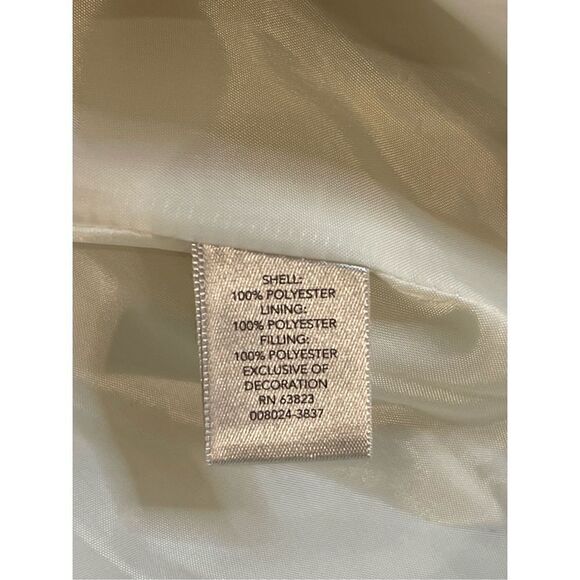 SHELL:
100% POLYESTER
LINING:
100% POLYESTER
FILLING:
100% POLYESTER
EXCLUSIVE OF
DECORATION
RN 63823
008024-3837